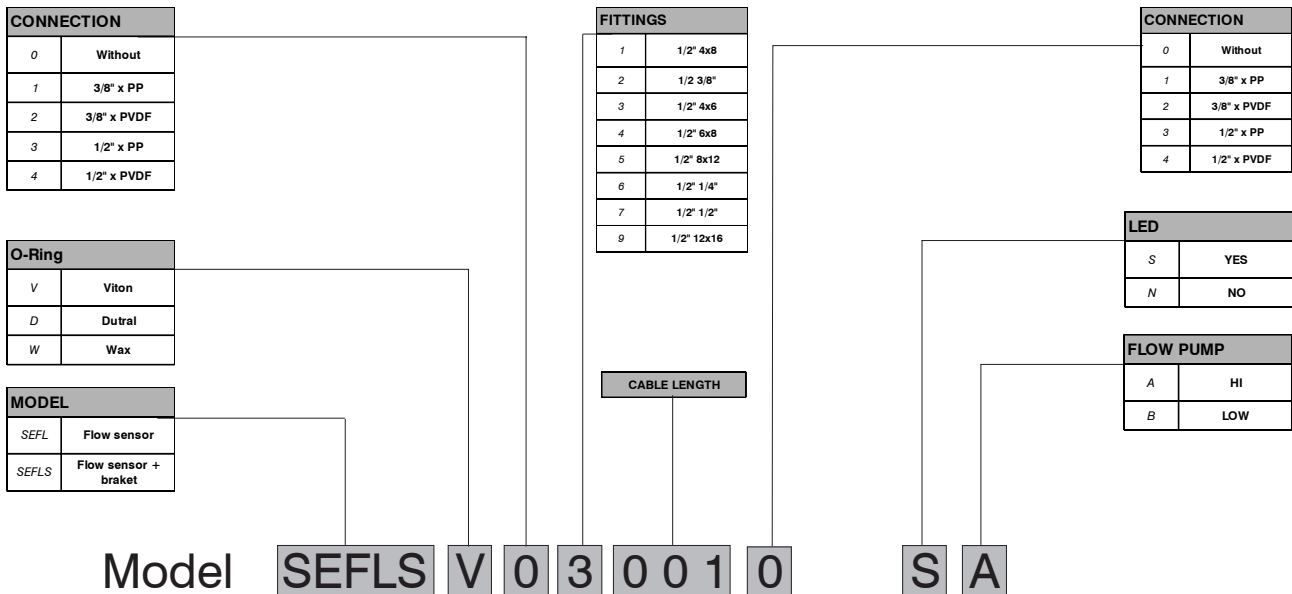 CONNECTION
0 Without
1 3/8" x PP
2 3/8" x PVDF
3 1/2" x PP
4 1/2" x PVDF
O-Ring
V Viton
D Dutral
W Wax
MODEL
SEFL Flow sensor
SEFLS Flow sensor +
braket
FITTINGS
1 1/2" 4x8
2 1/2 3/8"
3 1/2" 4x6
4 1/2" 6x8
5 1/2" 8x12
6 1/2" 1/4"
7 1/2" 1/2"
9 1/2" 12x16
CABLE LENGTH
CONNECTION
0 Without
1 3/8" x PP
2 3/8" x PVDF
3 1/2" x PP
4 1/2" x PVDF
LED
S YES
N NO
FLOW PUMP
A HI
B LOW
Model SEFLS V 0 3 0 0 1 0 S A